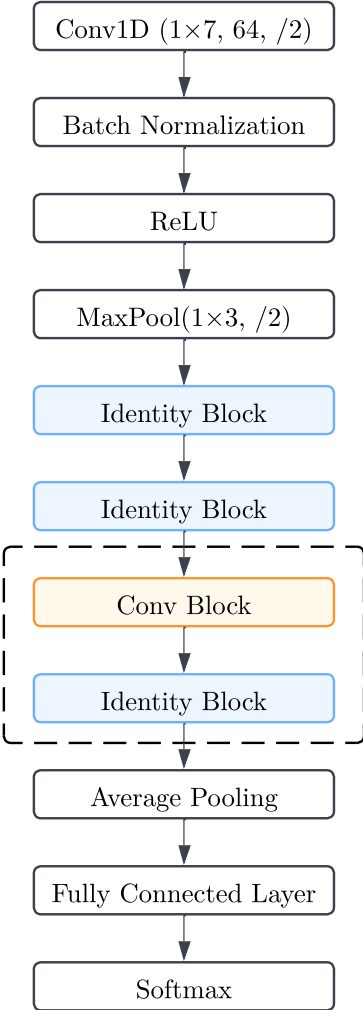 Conv1D (1×7, 64, /2)
Batch Normalization
ReLU
MaxPool(1×3, /2)
Identity Block
Identity Block
Conv Block
Identity Block
Average Pooling
Fully Connected Layer
Softmax